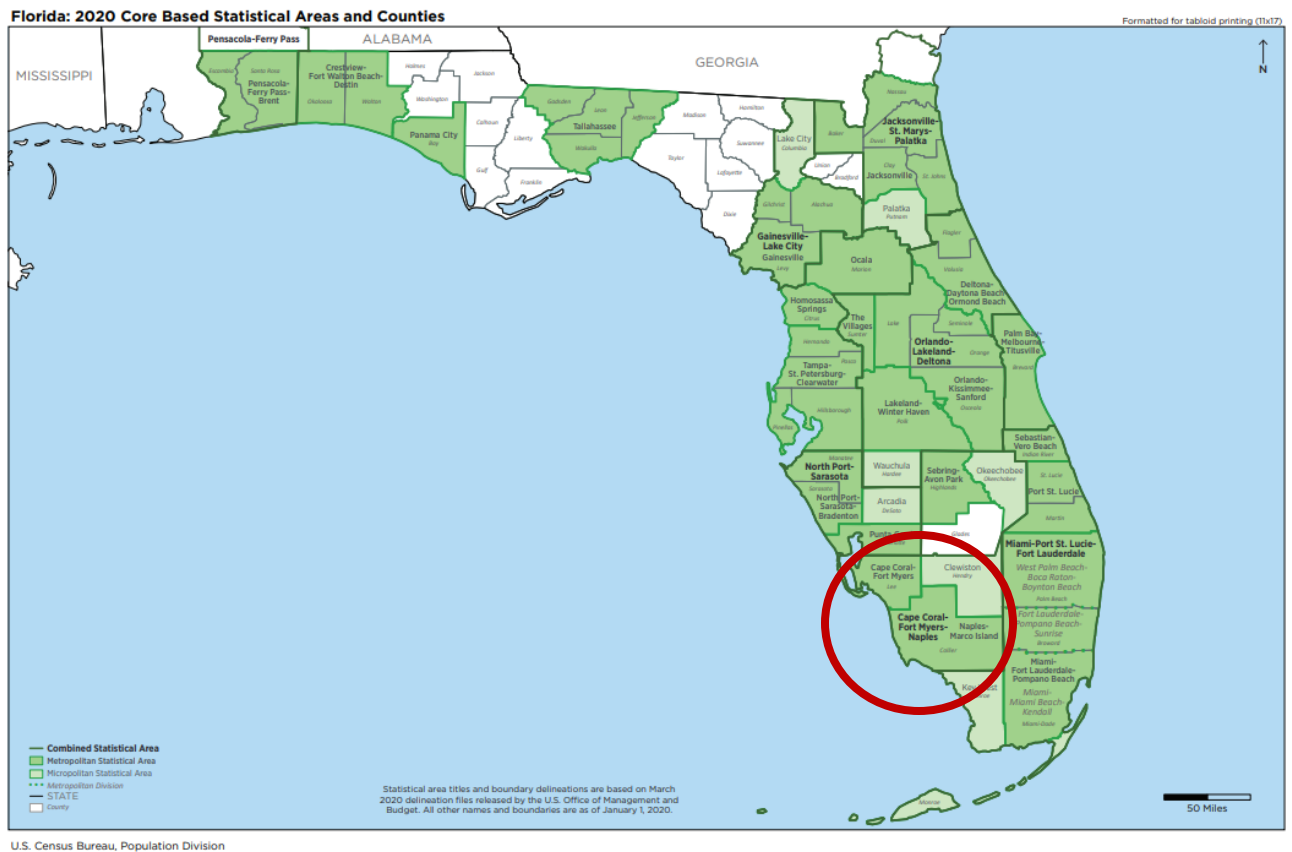 Florida: 2020 Core Based Statistical Areas and Counties
Formatted for tabloid printing (11x17)
Pensacola-Ferry Pass
ALABAMA
MISSISSIPPI
GEORGIA
N
Escambia
Santa Rosa
Pensacola-
Ferry Pass-
Brent
Crestview-
Fort Walton Beach-
Destin
Okaloosa
Walton
Holmes
Jackson
Washington
Panama City
Bay
Calhoun
Liberty
Gulf
Franklin
Gadsden
Leon
Jefferson
Tallahassee
Wakulla
Madison
Hamilton
Suwannee
Taylor
Lafayette
Dixie
Lake City
Columbia
Baker
Union
Bradford
Nassau
Jacksonville-
St. Marys-
Palatka
Duval
Clay
Jacksonville
St. Johns
Palatka
Putnam
Gilchrist
Alachua
Gainesville-
Lake City
Gainesville
Levy
Ocala
Marion
Flagler
Volusia
Deltona-
Daytona Beach-
Ormond Beach
Homosassa
Springs
Citrus
The
Villages
Sumter
Lake
Seminole
Orlando-
Lakeland-
Deltona
Orange
Palm Bay-
Melbourne-
Titusville
Brevard
Hernando
Pasco
Tampa-
St. Petersburg-
Clearwater
Hillsborough
Pinellas
Orlando-
Kissimmee-
Sanford
Osceola
Lakeland-
Winter Haven
Polk
Sebastian-
Vero Beach
Indian River
Manatee
North Port-
Sarasota
Sarasota
North Port-
Sarasota-
Bradenton
Wauchula
Hardee
Sebring-
Avon Park
Highlands
Okeechobee
Okeechobee
St. Lucie
Port St. Lucie
Martin
Arcadia
DeSoto
Punta
Glades
Miami-Port St. Lucie-
Fort Lauderdale
West Palm Beach-
Boca Raton-
Boynton Beach
Palm Beach
Cape Coral-
Fort Myers
Lee
Clewiston
Hendry
Cape Coral-
Fort Myers-
Naples
Naples-
Marco Island
Collier
Fort Lauderdale-
Pompano Beach-
Sunrise
Broward
Miami-
Fort Lauderdale-
Pompano Beach
Miami-
Miami Beach-
Kendall
Miami-Dade
Monroe
Combined Statistical Area
Metropolitan Statistical Area
Micropolitan Statistical Area
Metropolitan Division
STATE
County
Statistical area titles and boundary delineations are based on March
2020 delineation files released by the U.S. Office of Management and
Budget. All other names and boundaries are as of January 1, 2020.
50 Miles
U.S. Census Bureau, Population Division